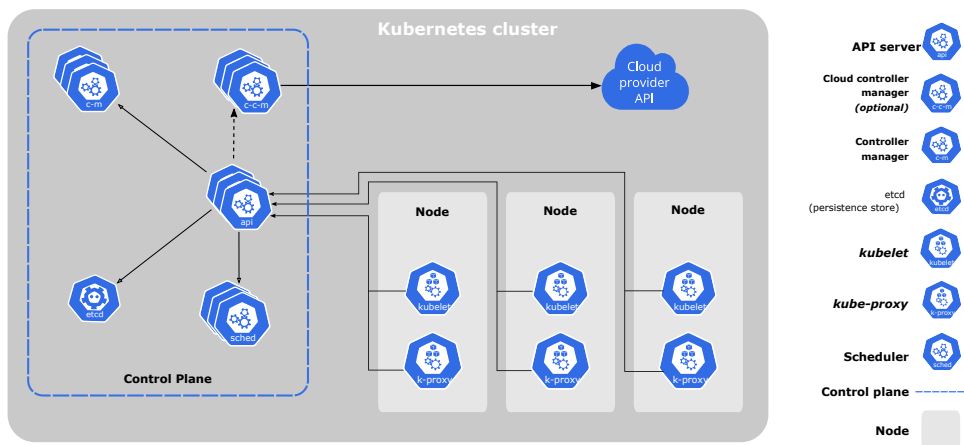 Kubernetes cluster
c-m
c-c-m
Cloud
provider
API
api
etcd
sched
Control Plane
Node
kubelet
k-proxy
Node
kubelet
k-proxy
Node
kubelet
k-proxy
API server
api
Cloud controller
manager
(optional)
c-c-m
Controller
manager
c-m
etcd
(persistence store)
etcd
kubelet
kubelet
kube-proxy
k-proxy
Scheduler
sched
Control plane
Node